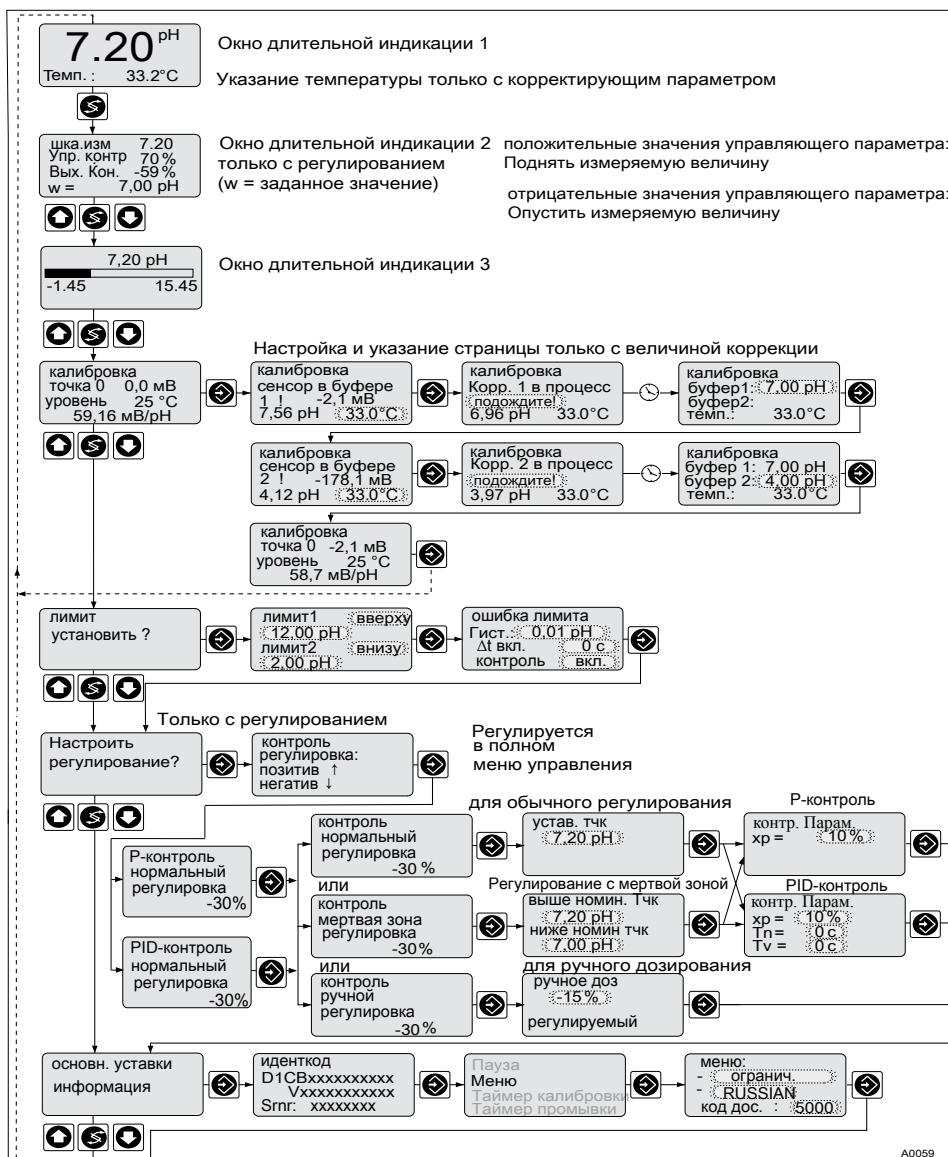 7.20 pH
Темп. : 33.2°C
Окно длительной индикации 1
Указание температуры только с корректирующим параметром
шка.изм 7.20
Упр. контр 70 %
Вых. Кон. -59 %
w = 7,00 pH
Окно длительной индикации 2
только с регулированием
(w = заданное значение)
положительные значения управляющего параметра:
Поднять измеряемую величину
отрицательные значения управляющего параметра:
Опустить измеряемую величину
7,20 pH
-1.45 15.45
Окно длительной индикации 3
Настройка и указание страницы только с величиной коррекции
калибровка
точка 0 0,0 мВ
уровень 25 °C
59,16 мВ/pH
калибровка
сенсор в буфере
1 ! -2,1 мВ
7,56 pH 33.0°C
калибровка
Корр. 1 в процесс
подождите!
6,96 pH 33.0°C
калибровка
буфер1: 7.00 pH
буфер2:
темп.: 33.0°C
калибровка
сенсор в буфере
2 ! -178,1 мВ
4,12 pH 33.0°C
калибровка
Корр. 2 в процесс
подождите!
3,97 pH 33.0°C
калибровка
буфер 1: 7.00 pH
буфер 2: 4,00 pH
темп.: 33.0°C
калибровка
точка 0 -2,1 мВ
уровень 25 °C
58,7 мВ/pH
лимит
установить ?
лимит1 вверху
12,00 pH
лимит2 внизу
2,00 pH
ошибка лимита
Гист.: 0,01 pH
Δt вкл. 0 с
контроль вкл.
Только с регулированием
Настроить
регулирование?
контроль
регулировка:
позитив ↑
негатив ↓
Регулируется
в полном
меню управления
P-контроль
нормальный
регулировка
-30%
PID-контроль
нормальный
регулировка
-30%
контроль
нормальный
регулировка
-30 %
или
контроль
мертвая зона
регулировка
-30%
или
контроль
ручной
регулировка
-30 %
для обычного регулирования
устав. тчк
7,20 pH
Регулирование с мертвой зоной
выше номин. Тчк
7,20 pH
ниже номин тчк
7,00 pH
для ручного дозирования
ручное доз
-15 %
регулируемый
P-контроль
контр. Парам.
xp = 10 %
PID-контроль
контр. Парам.
xp = 10 %
Tn = 0 с
Tv = 0 с
основн. уставки
информация
иденткод
D1CBxxxxxxxxxx
Vxxxxxxxxxxx
Srnr: xxxxxxxx
Пауза
Меню
Таймер калибровки
Таймер промывки
меню:
- огранич.
- RUSSIAN
код дос. : 5000
A0059